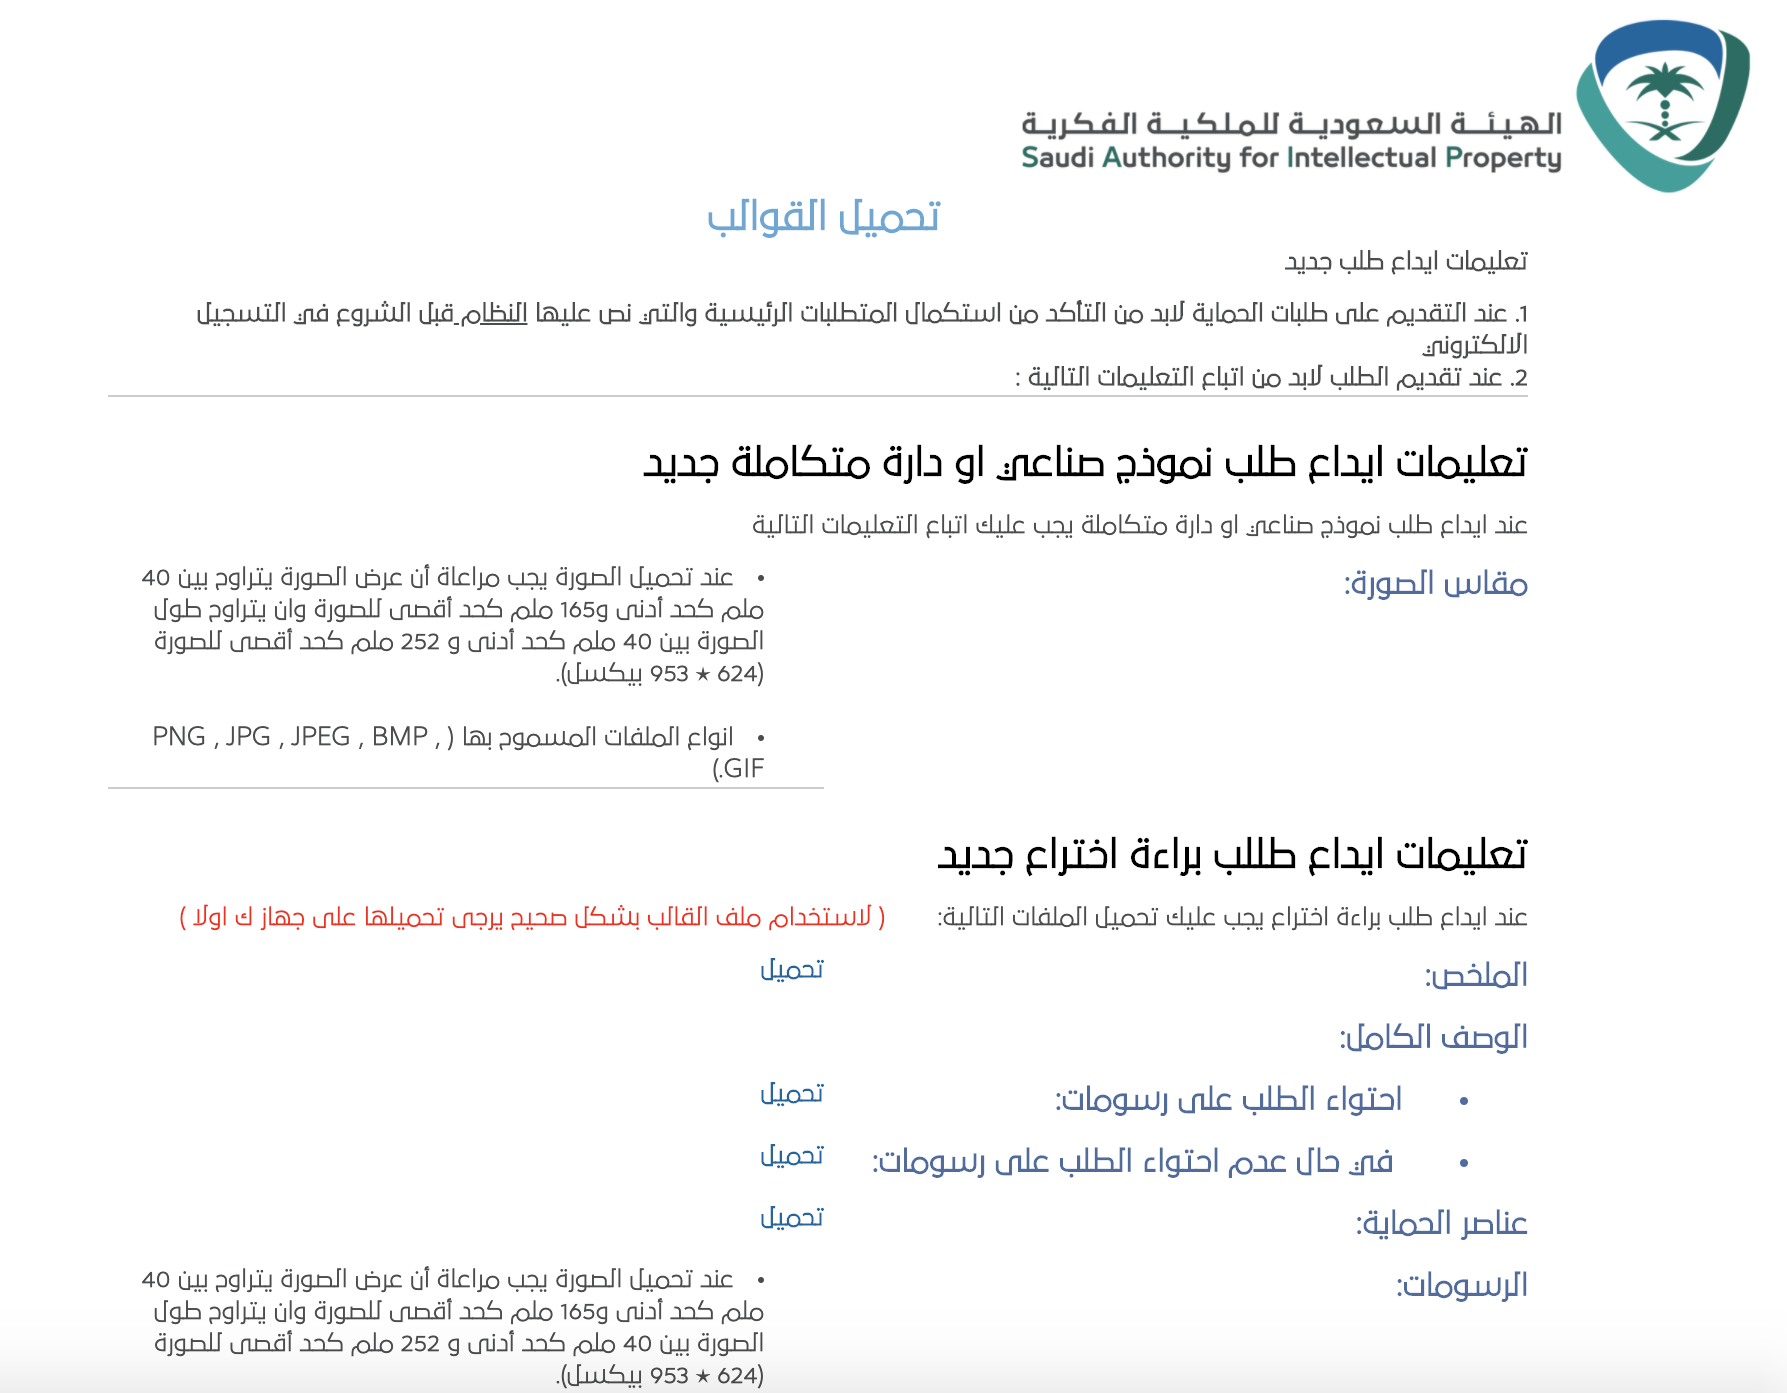 الهيئة السعودية للملكية الفكرية
Saudi Authority for Intellectual Property
تحميل القوالب
تعليمات ايداع طلب جديد
1. عند التقديم على طلبات الحماية لابد من التأكد من استكمال المتطلبات الرئيسية والتي نص عليها النظام قبل الشروع في التسجيل
الالكتروني
2. عند تقديم الطلب لابد من اتباع التعليمات التالية :
تعليمات ايداع طلب نموذج صناعي او دارة متكاملة جديد
عند ايداع طلب نموذج صناعي او دارة متكاملة يجب عليك اتباع التعليمات التالية
مقاس الصورة:
• عند تحميل الصورة يجب مراعاة أن عرض الصورة يتراوح بين 40
ملم كحد أدنى و165 ملم كحد أقصى للصورة وان يتراوح طول
الصورة بين 40 ملم كحد أدنى و 252 ملم كحد أقصى للصورة
(624 * 953 بيكسل).
• انواع الملفات المسموح بها ( PNG , JPG , JPEG , BMP ,
GIF.)
تعليمات ايداع طللب براءة اختراع جديد
عند ايداع طلب براءة اختراع يجب عليك تحميل الملفات التالية: ( لاستخدام ملف القالب بشكل صحيح يرجى تحميلها على جهاز ك اولا )
الملخص: تحميل
الوصف الكامل:
• احتواء الطلب على رسومات: تحميل
• في حال عدم احتواء الطلب على رسومات: تحميل
عناصر الحماية: تحميل
الرسومات:
• عند تحميل الصورة يجب مراعاة أن عرض الصورة يتراوح بين 40
ملم كحد أدنى و165 ملم كحد أقصى للصورة وان يتراوح طول
الصورة بين 40 ملم كحد أدنى و 252 ملم كحد أقصى للصورة
(624 * 953 بيكسل).